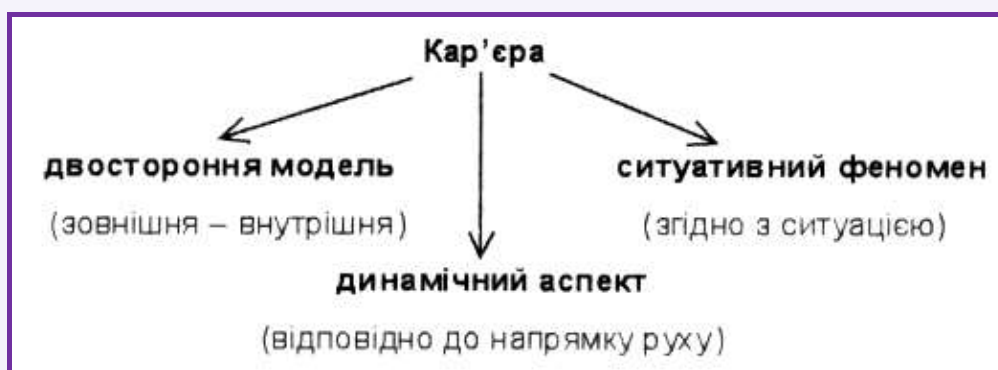 Кар’єра
двостороння модель
(зовнішня – внутрішня)
ситуативний феномен
(згідно з ситуацією)
динамічний аспект
(відповідно до напрямку руху)